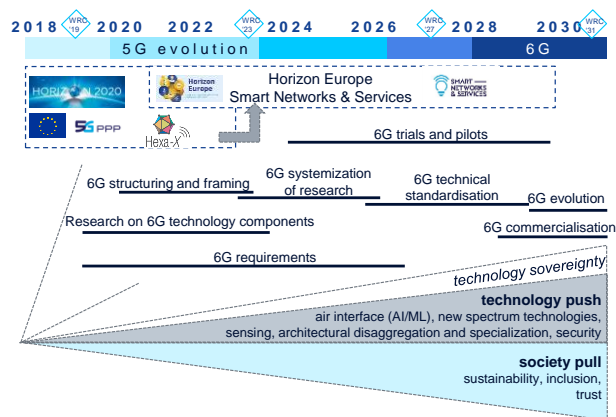 2018 WRC '19 2020 2022 WRC '23 2024 2026 WRC '27 2028 2030 WRC '31
5G evolution 6G
HORIZON 2020
Horizon Europe
Horizon Europe
Smart Networks & Services
SMART NETWORKS & SERVICES
5G PPP
Hexa-X
6G trials and pilots
6G structuring and framing
6G systemization
of research
6G technical
standardisation
6G evolution
Research on 6G technology components
6G commercialisation
6G requirements
technology sovereignty
technology push
air interface (AI/ML), new spectrum technologies,
sensing, architectural disaggregation and specialization, security
society pull
sustainability, inclusion,
trust